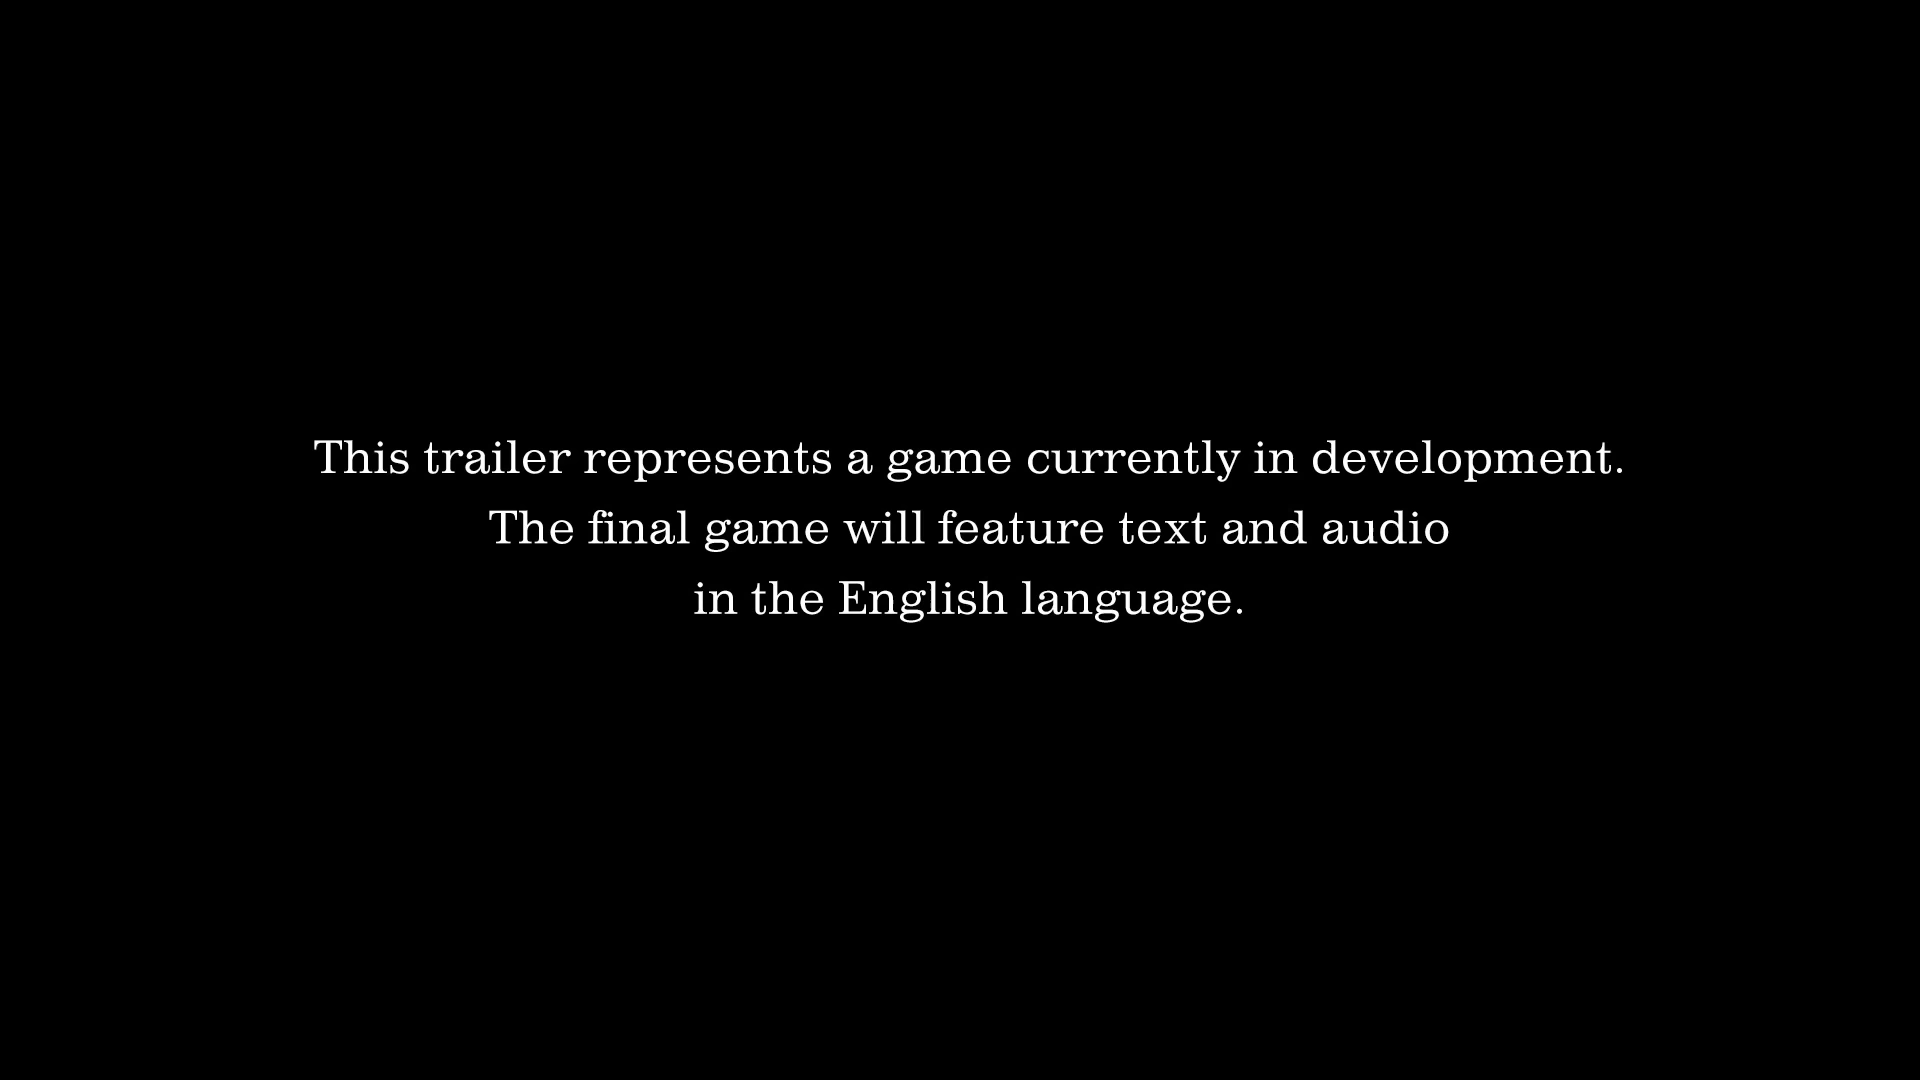 This trailer represents a game currently in development.
The final game will feature text and audio
in the English language.